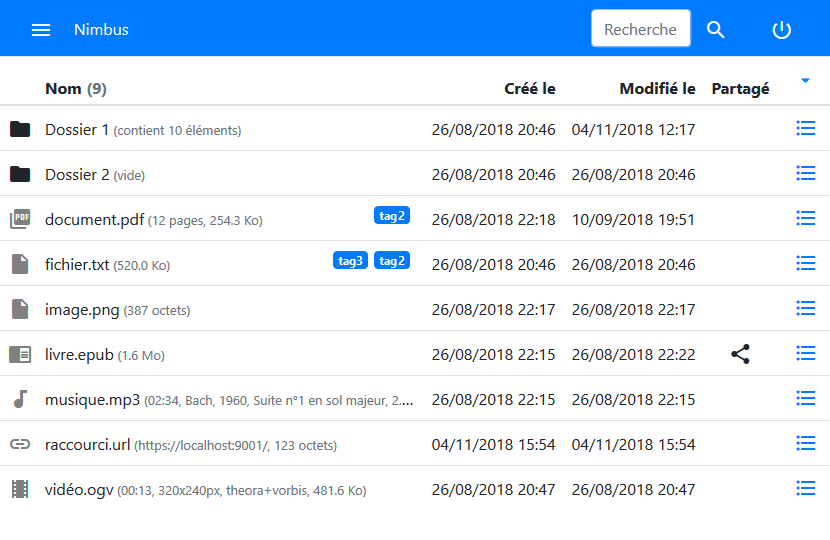 Nimbus Recherche
Nom (9) Créé le Modifié le Partagé
Dossier 1 (contient 10 éléments) 26/08/2018 20:46 04/11/2018 12:17
Dossier 2 (vide) 26/08/2018 20:46 26/08/2018 20:46
PDF document.pdf (12 pages, 254.3 Ko) tag2 26/08/2018 22:18 10/09/2018 19:51
fichier.txt (520.0 Ko) tag3 tag2 26/08/2018 20:46 26/08/2018 20:46
image.png (387 octets) 26/08/2018 22:17 26/08/2018 22:17
livre.epub (1.6 Mo) 26/08/2018 22:15 26/08/2018 22:22
musique.mp3 (02:34, Bach, 1960, Suite n°1 en sol majeur, 2.... 26/08/2018 22:15 26/08/2018 22:15
raccourci.url (https://localhost:9001/, 123 octets) 04/11/2018 15:54 04/11/2018 15:54
vidéo.ogv (00:13, 320x240px, theora+vorbis, 481.6 Ko) 26/08/2018 20:47 26/08/2018 20:47